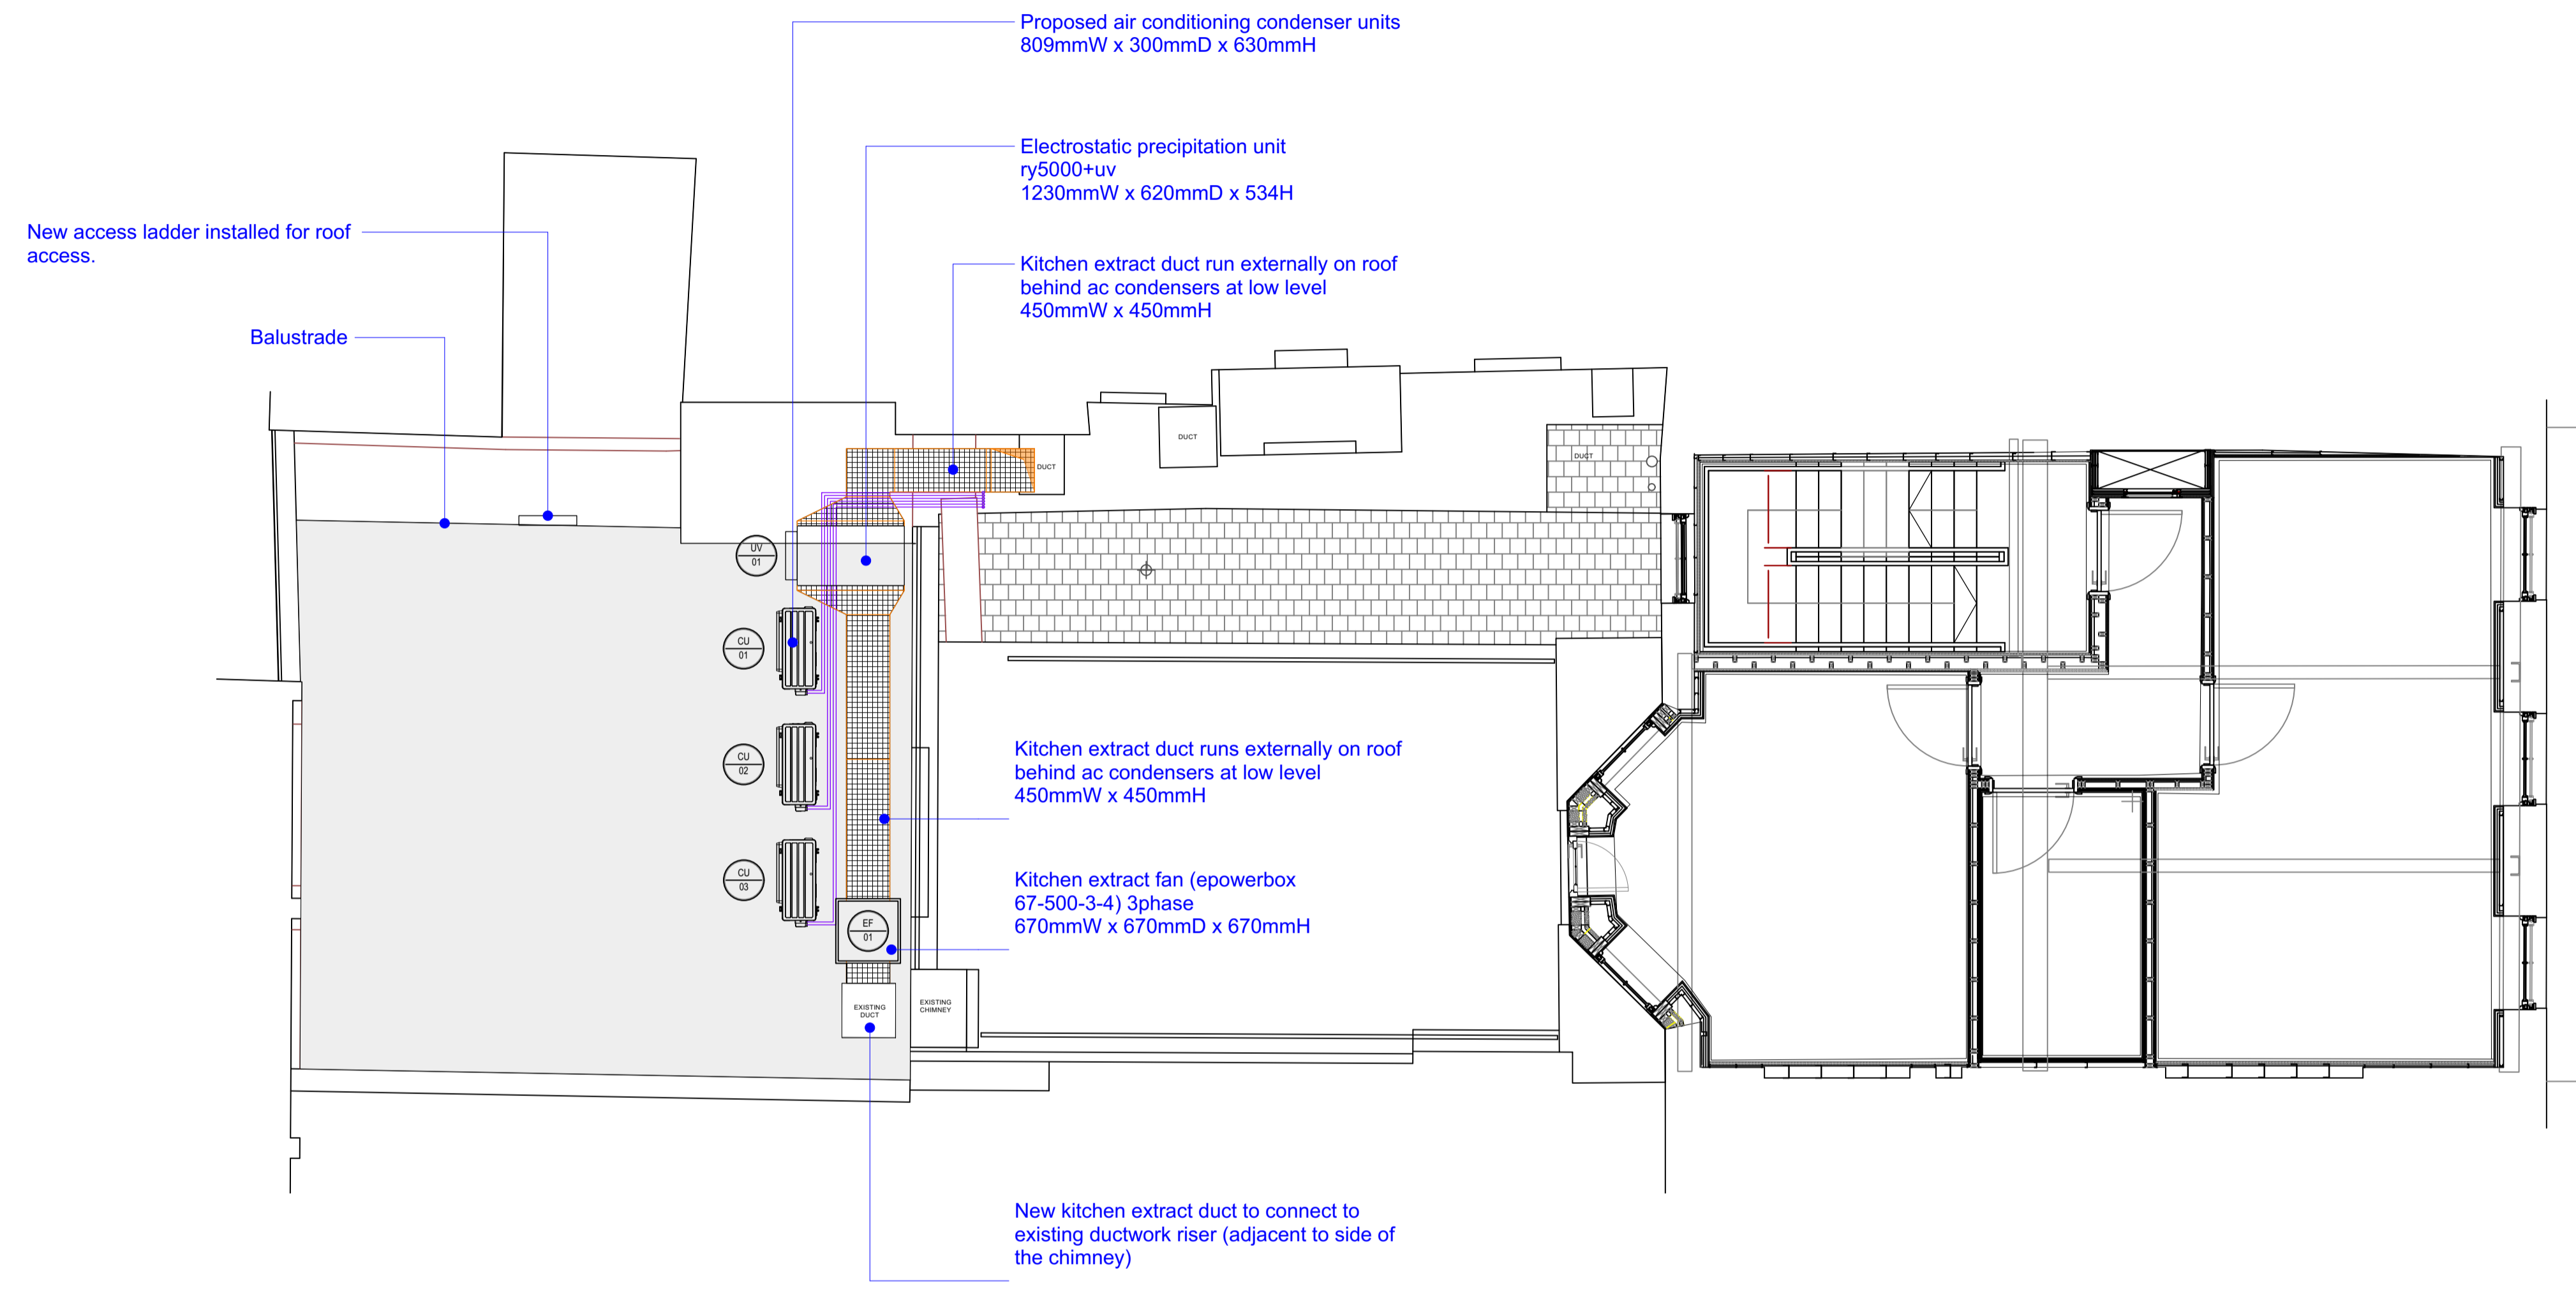 Proposed air conditioning condenser units
809mmW x 300mmD x 630mmH
Electrostatic precipitation unit
ry5000+uv
1230mmW x 620mmD x 534H
New access ladder installed for roof
access.
Kitchen extract duct run externally on roof
behind ac condensers at low level
450mmW x 450mmH
Balustrade
DUCT
DUCT
DUCT
UV
01
CU
01
CU
02
Kitchen extract duct runs externally on roof
behind ac condensers at low level
450mmW x 450mmH
CU
03
Kitchen extract fan (epowerbox
67-500-3-4) 3phase
670mmW x 670mmD x 670mmH
EF
01
EXISTING
DUCT
EXISTING
CHIMNEY
New kitchen extract duct to connect to
existing ductwork riser (adjacent to side of
the chimney)